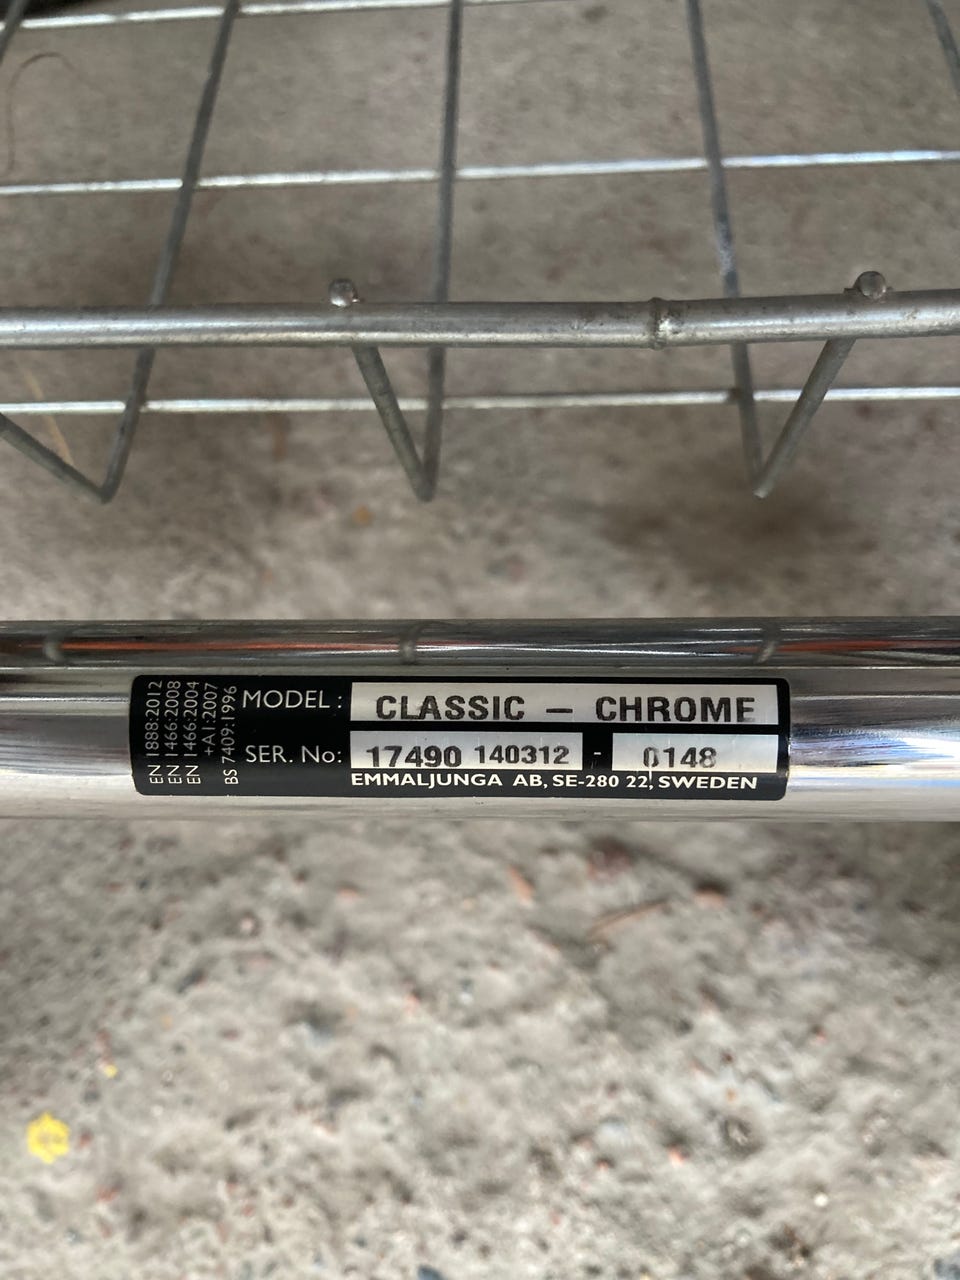 EN 1888:2012
EN 1466:2008
EN 1466:2004
+A1:2007
BS 7409:1996
MODEL : CLASSIC – CHROME
SER. No: 17490 140312 - 0148
EMMALJUNGA AB, SE-280 22, SWEDEN